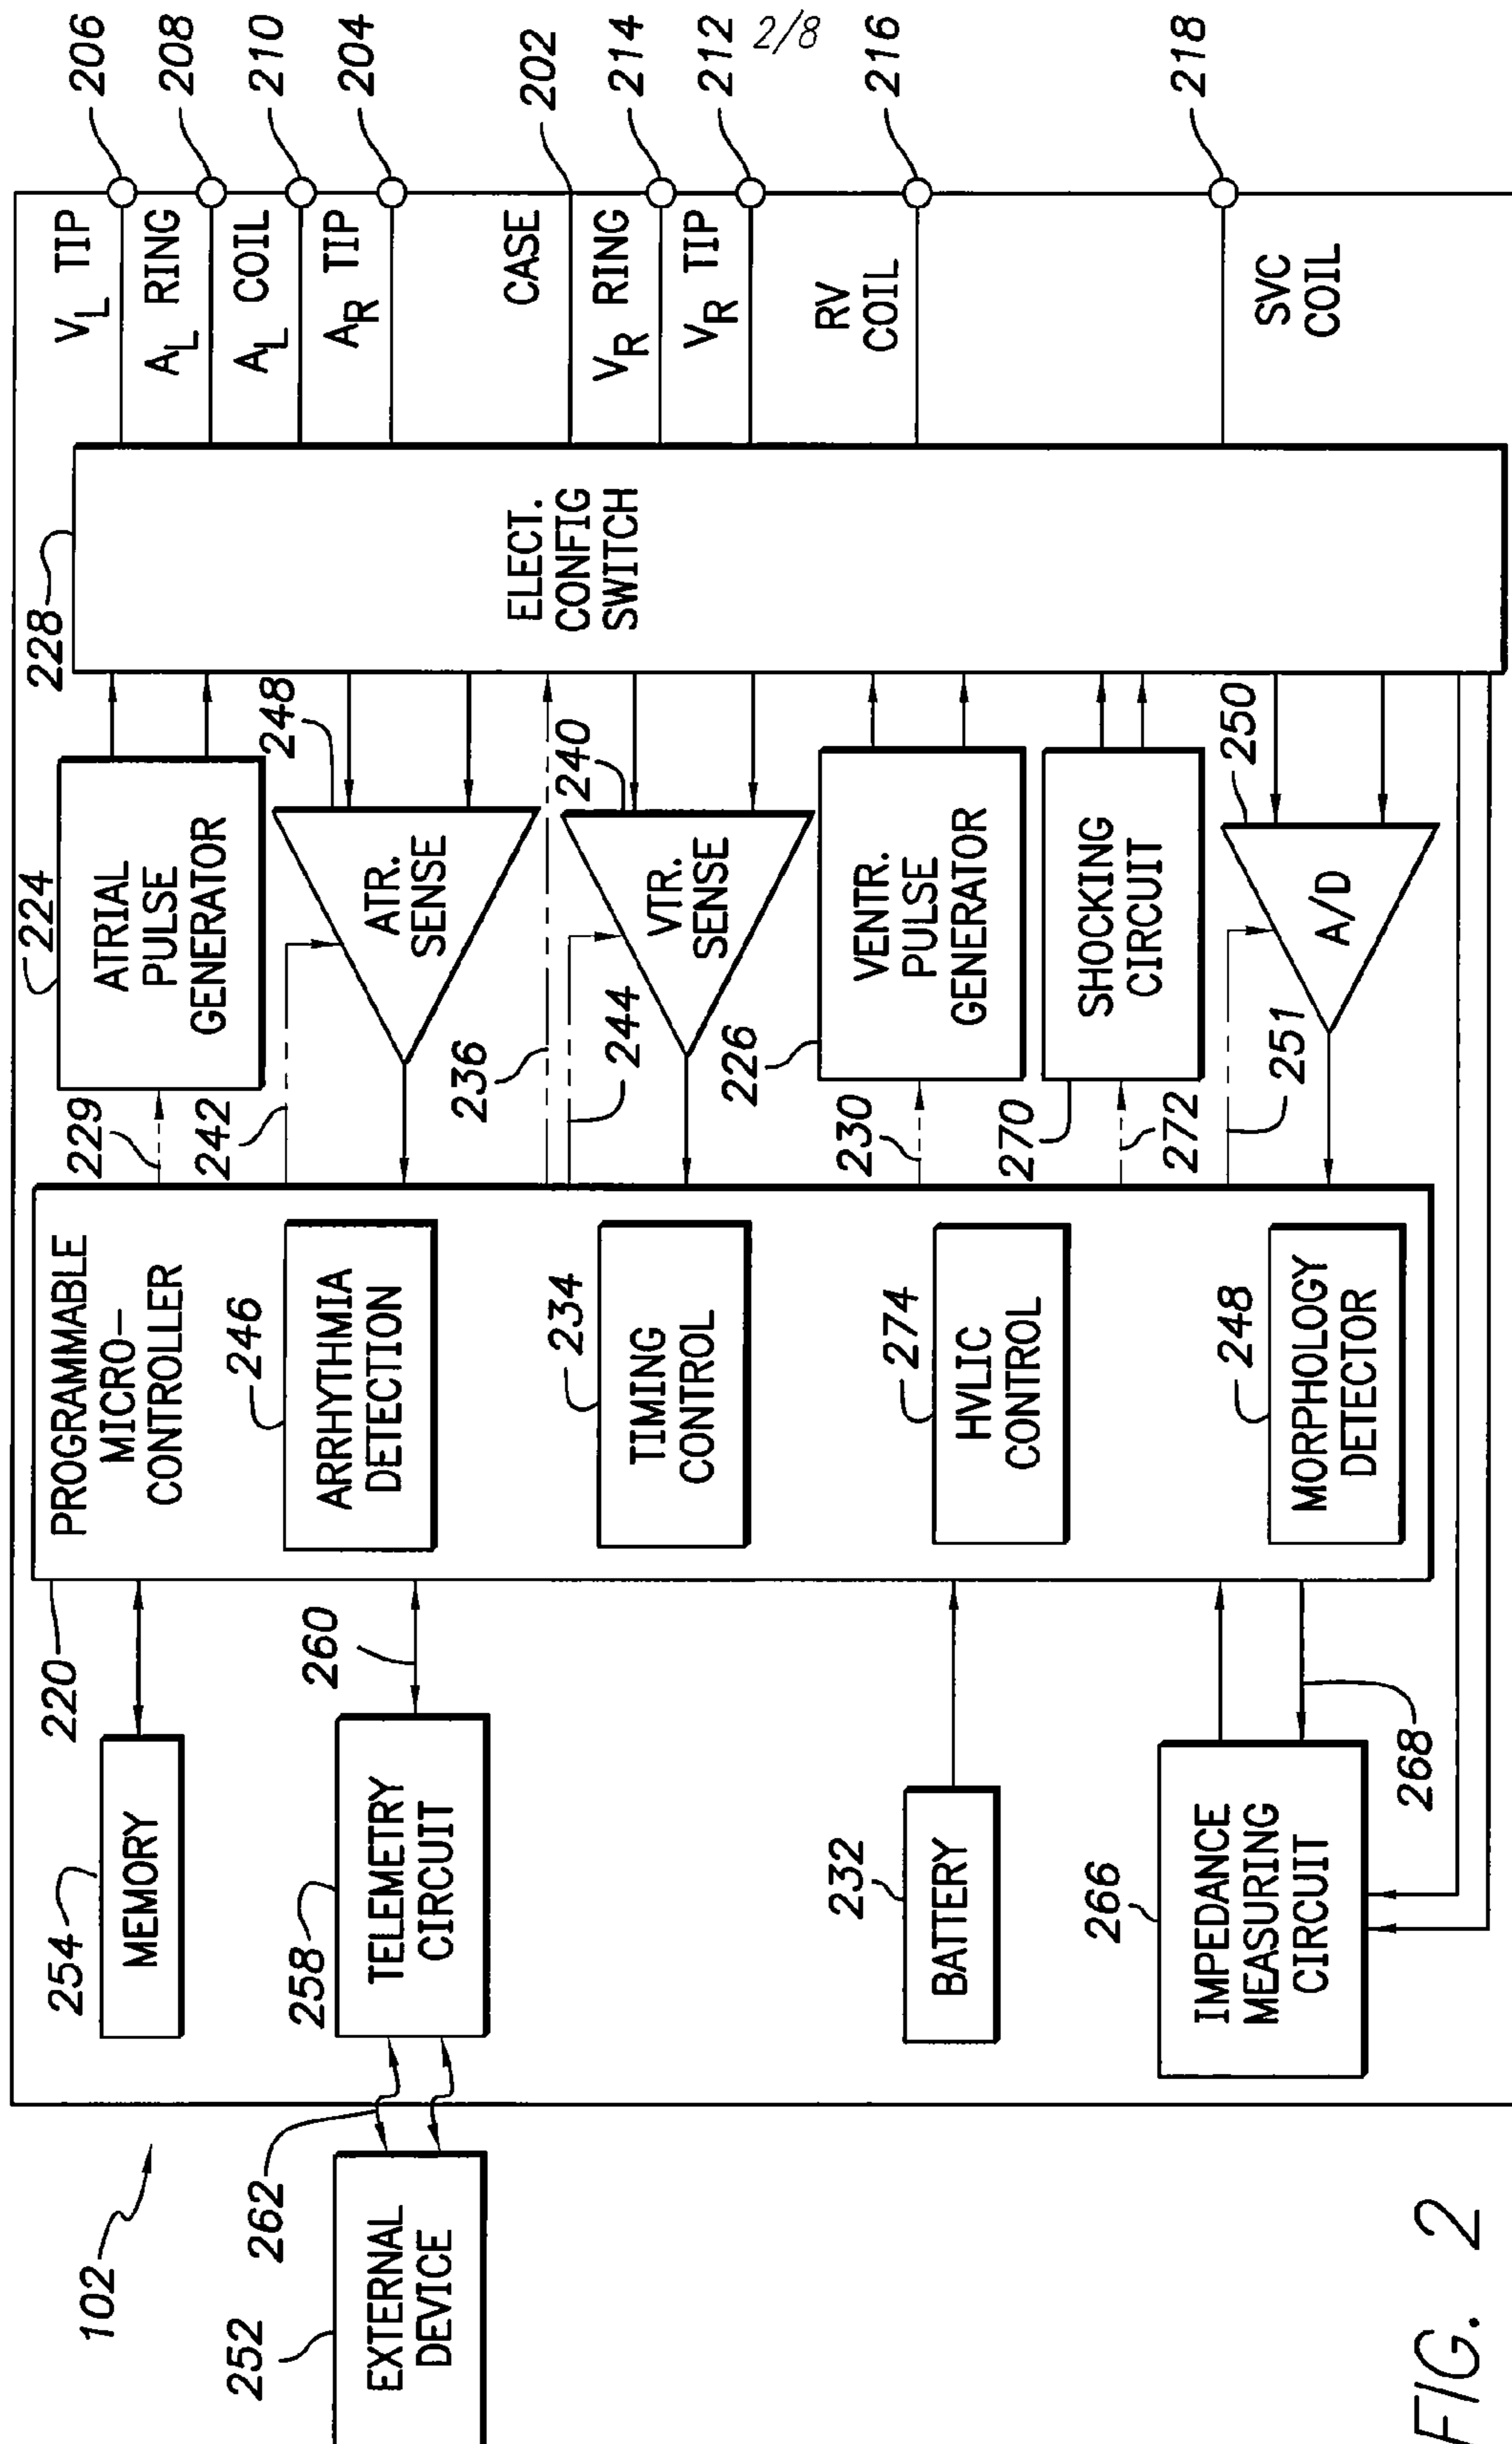 2/8
102
252
EXTERNAL
DEVICE
262
254
MEMORY
258
TELEMETRY
CIRCUIT
260
232
BATTERY
266
IMPEDANCE
MEASURING
CIRCUIT
268
220
PROGRAMMABLE
MICRO-
CONTROLLER
246
ARRHYTHMIA
DETECTION
234
TIMING
CONTROL
274
HVLIC
CONTROL
248
MORPHOLOGY
DETECTOR
229
242
236
244
230
272
251
224
ATRIAL
PULSE
GENERATOR
248
ATR.
SENSE
240
VTR.
SENSE
226
VENTR.
PULSE
GENERATOR
270
SHOCKING
CIRCUIT
250
A/D
228
ELECT.
CONFIG
SWITCH
VL TIP
206
AL RING
208
AL COIL
210
AR TIP
204
CASE
202
VR RING
214
VR TIP
212
RV
COIL
216
SVC
COIL
218
FIG. 2